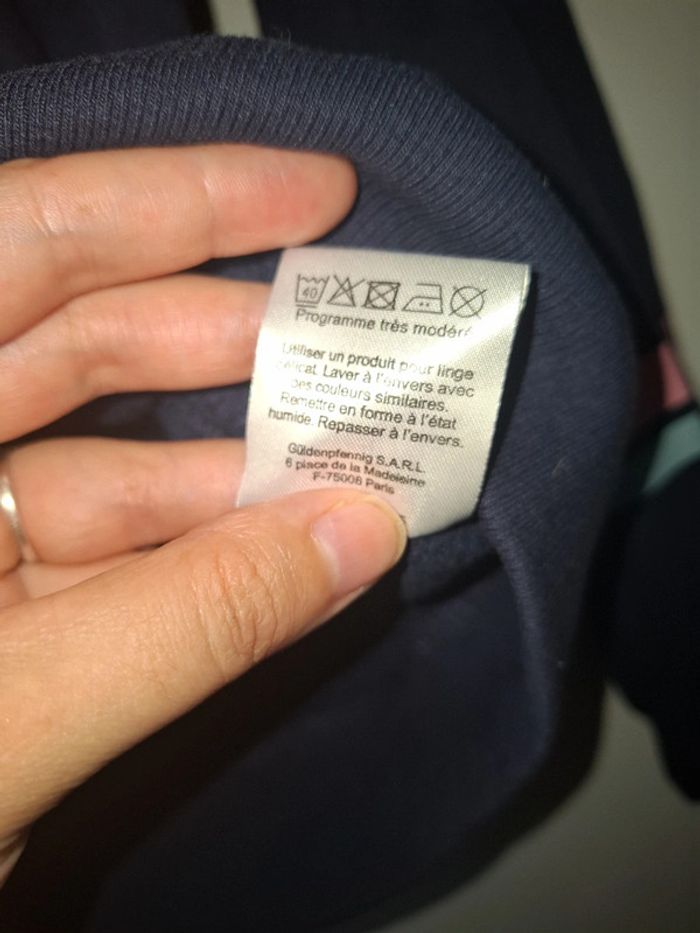 40
Programme très modéré
Utiliser un produit pour linge
délicat. Laver à l'envers avec
des couleurs similaires.
Remettre en forme à l'état
humide. Repasser à l'envers.
Güldenpfennig S.A.R.L.
6 place de la Madeleine
F-75008 Paris